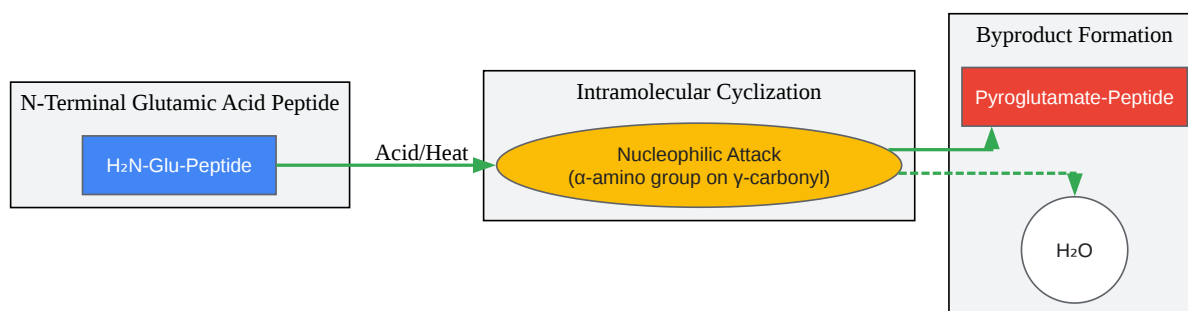 N-Terminal Glutamic Acid Peptide
H₂N-Glu-Peptide
Acid/Heat
Intramolecular Cyclization
Nucleophilic Attack
(α-amino group on γ-carbonyl)
Byproduct Formation
Pyroglutamate-Peptide
H₂O